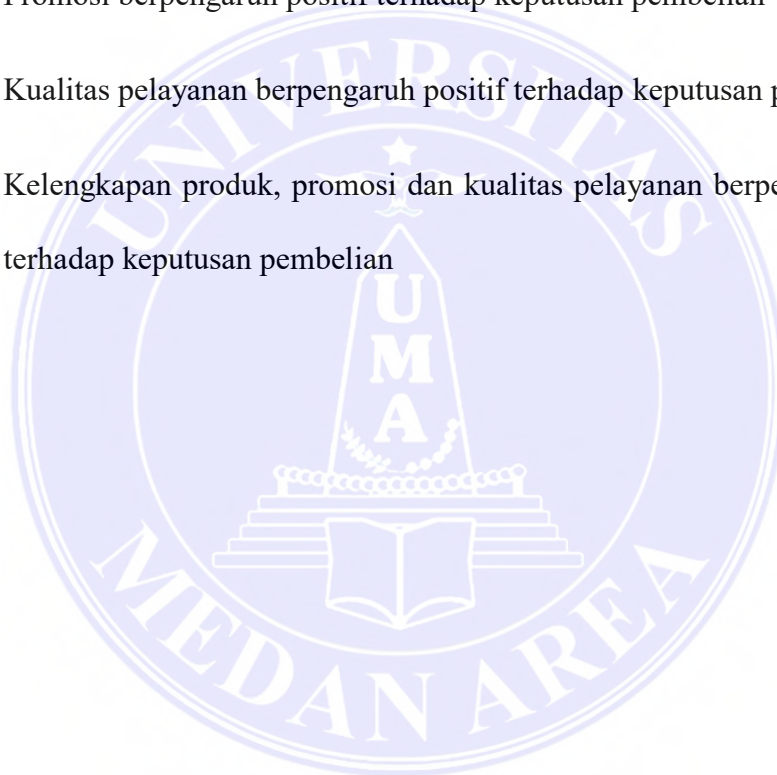 Promosi berpengaruh positif terhadap keputusan pembelian
Kualitas pelayanan berpengaruh positif terhadap keputusan
Kelengkapan produk, promosi dan kualitas pelayanan
terhadap keputusan pembelian
UNIVERSITAS
UMA
MEDAN AREA